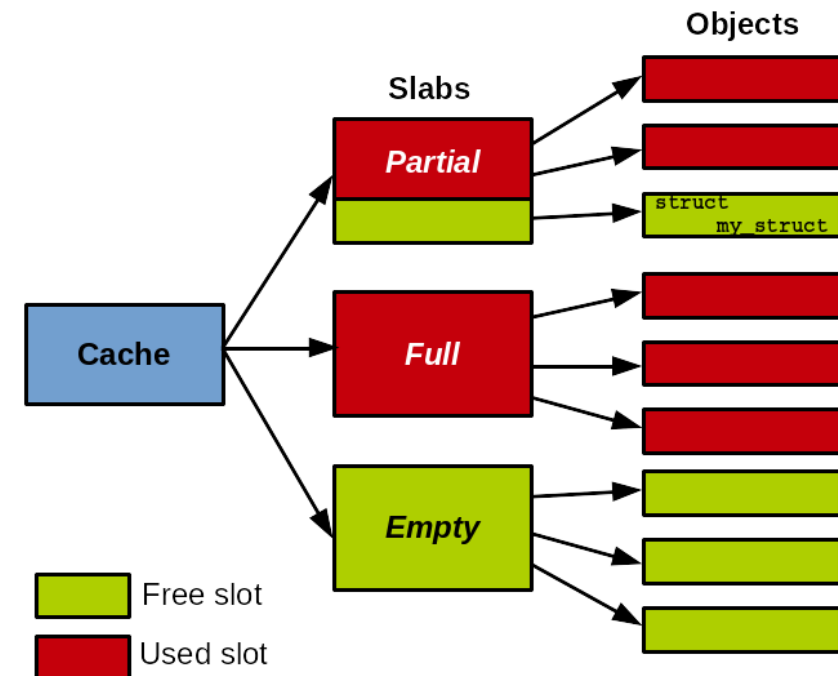 Objects
Slabs
Partial
struct
my_struct
Cache
Full
Empty
Free slot
Used slot